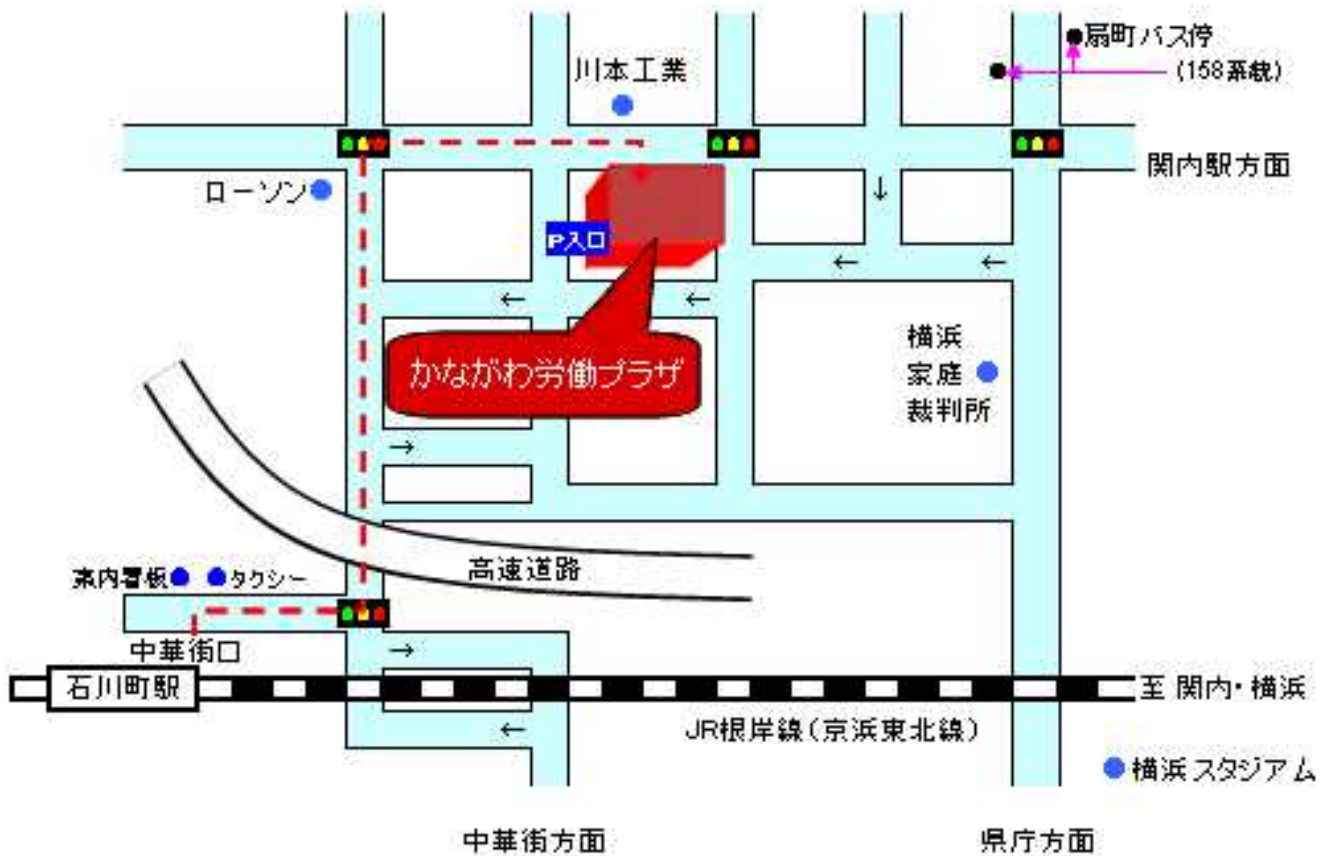 扇町バス停
(158系統)
川本工業
関内駅方面
ローソン
P入口
かながわ労働プラザ
横浜
家庭
裁判所
高速道路
案内看板
タクシー
中華街口
石川町駅
至 関内・横浜
JR根岸線(京浜東北線)
横浜スタジアム
中華街方面
県庁方面